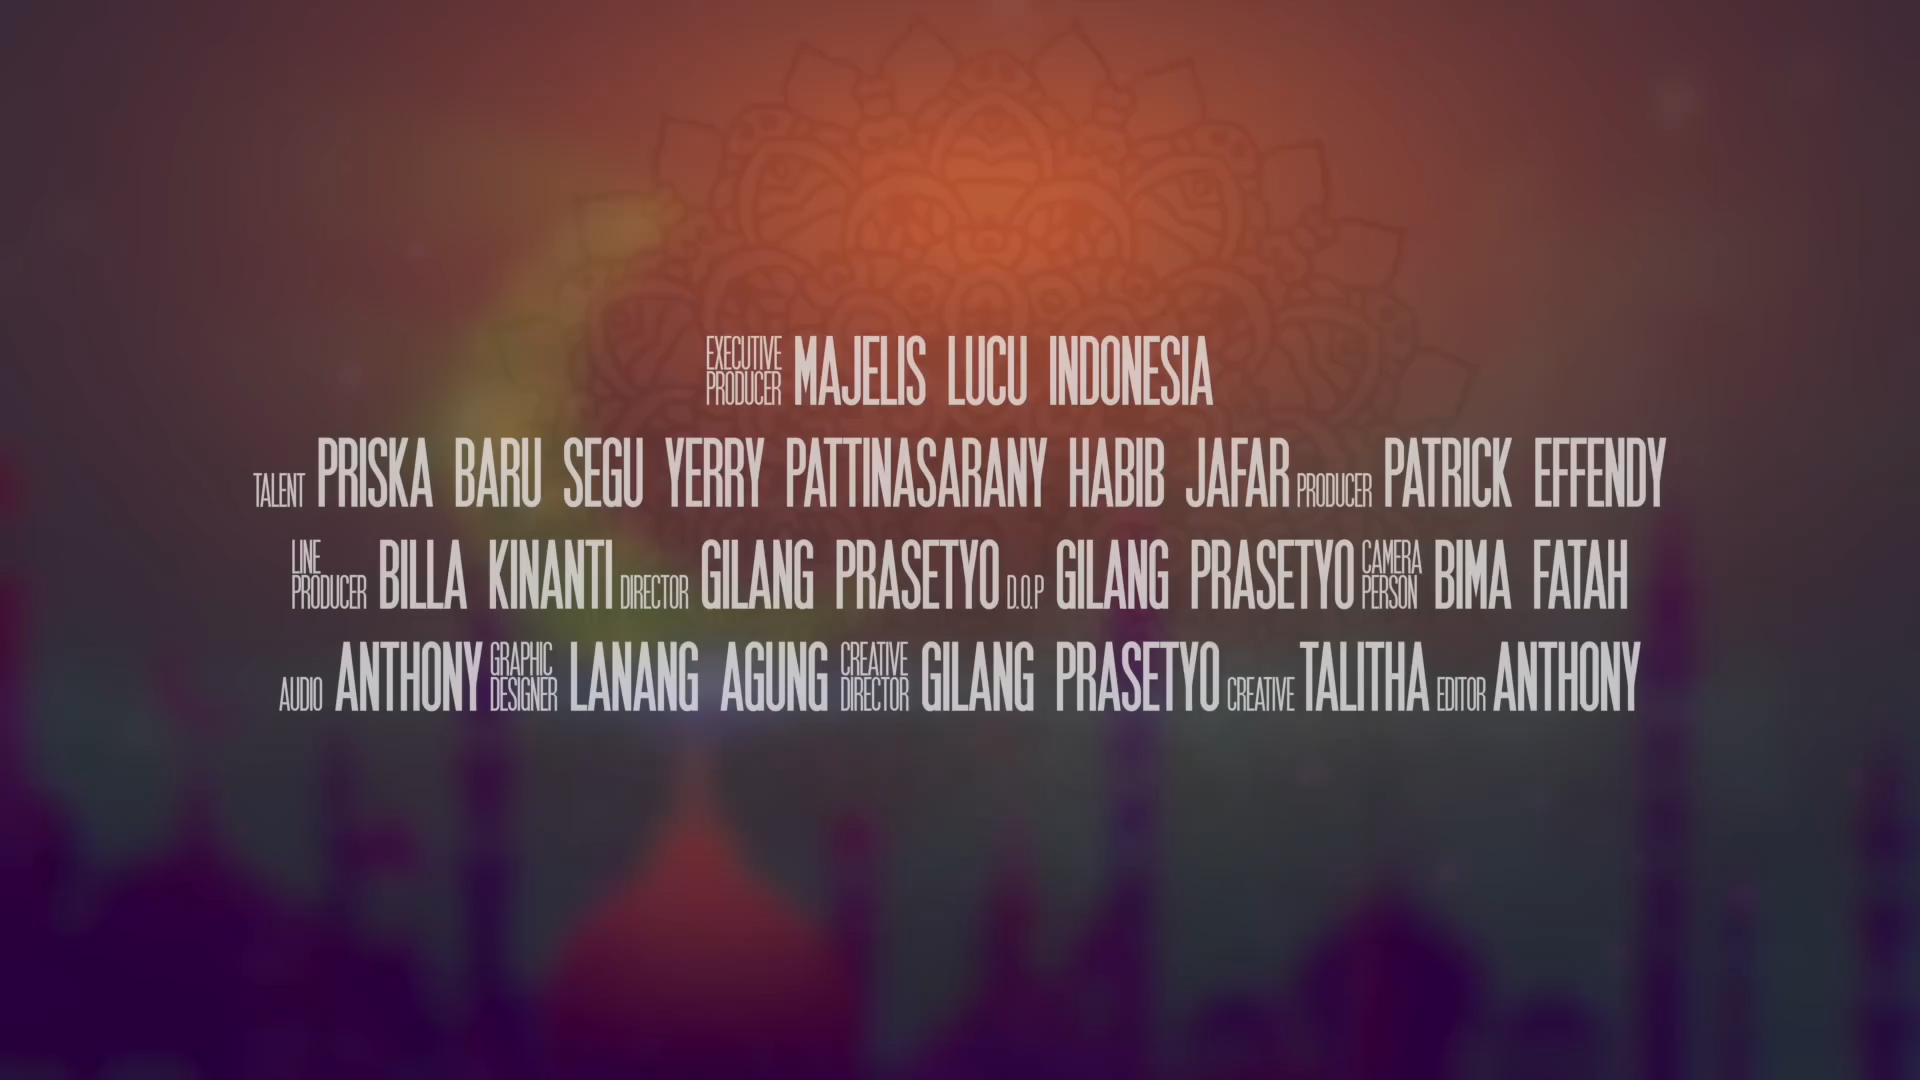 EXECUTIVE PRODUCER MAJELIS LUCU INDONESIA
TALENT PRISKA BARU SEGU YERRY PATTINASARANY HABIB JAFAR PRODUCER PATRICK EFFENDY
LINE PRODUCER BILLA KINANTI DIRECTOR GILANG PRASETYO D.O.P GILANG PRASETYO CAMERA PERSON BIMA FATAH
AUDIO ANTHONY GRAPHIC DESIGNER LANANG AGUNG CREATIVE DIRECTOR GILANG PRASETYO CREATIVE TALITHA EDITOR ANTHONY